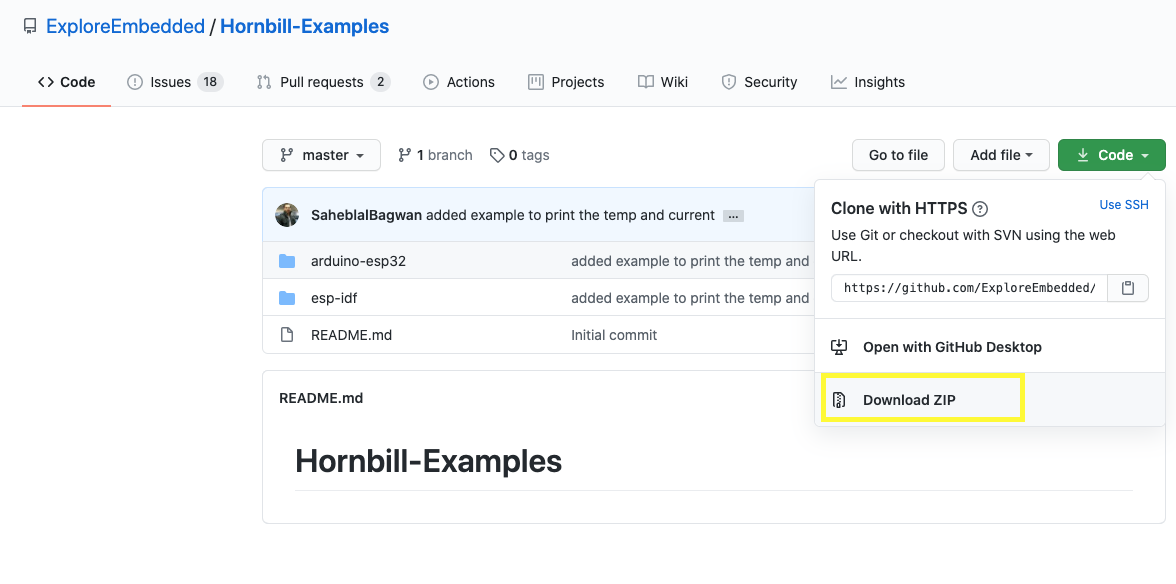 ExploreEmbedded / Hornbill-Examples
Code Issues 18 Pull requests 2 Actions Projects Wiki Security Insights
master 1 branch 0 tags Go to file Add file Code
SaheblalBagwan added example to print the temp and current ...
arduino-esp32 added example to print the temp and
esp-idf added example to print the temp and
README.md Initial commit
Clone with HTTPS Use SSH
Use Git or checkout with SVN using the web
URL.
https://github.com/ExploreEmbedded/
Open with GitHub Desktop
Download ZIP
README.md
Hornbill-Examples